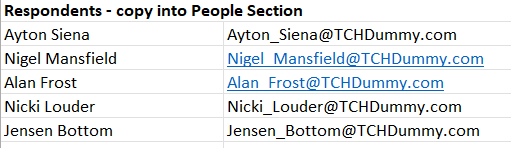 Respondents - copy into People Section
Ayton Siena Ayton_Siena@TCHDummy.com
Nigel Mansfield Nigel_Mansfield@TCHDummy.com
Alan Frost Alan_Frost@TCHDummy.com
Nicki Louder Nicki_Louder@TCHDummy.com
Jensen Bottom Jensen_Bottom@TCHDummy.com